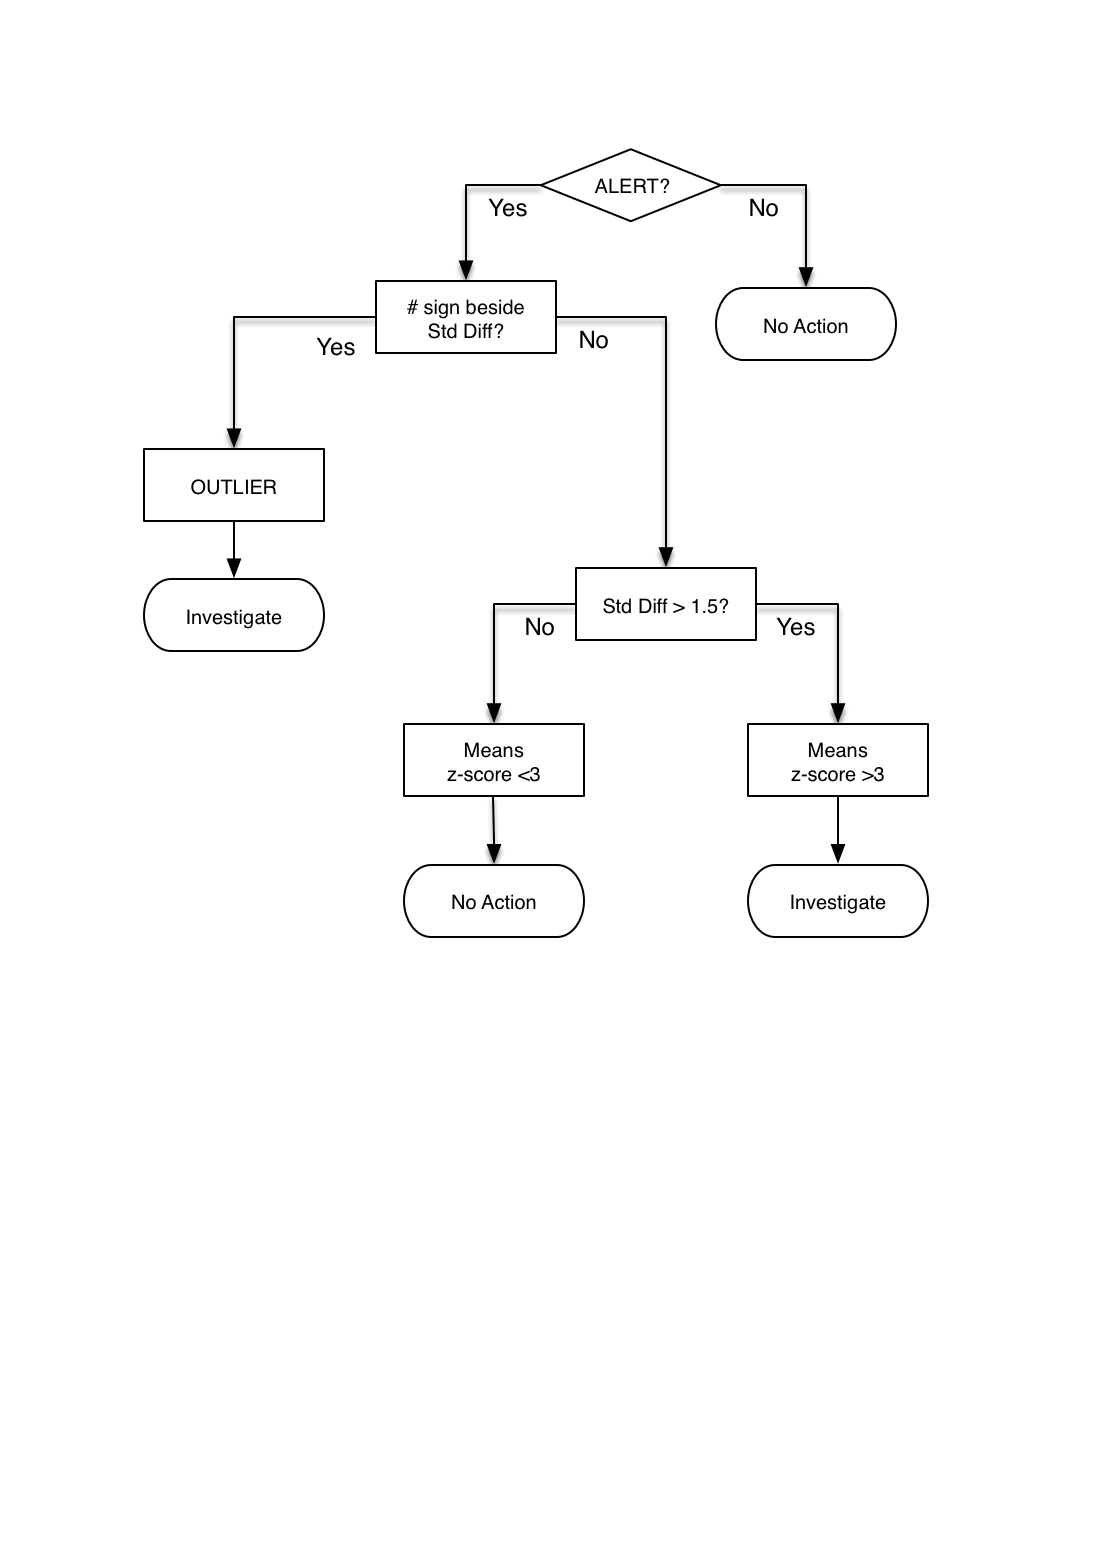 ALERT?
Yes
No
# sign beside
Std Diff?
No Action
Yes
No
OUTLIER
Investigate
Std Diff > 1.5?
No
Yes
Means
z-score <3
Means
z-score >3
No Action
Investigate